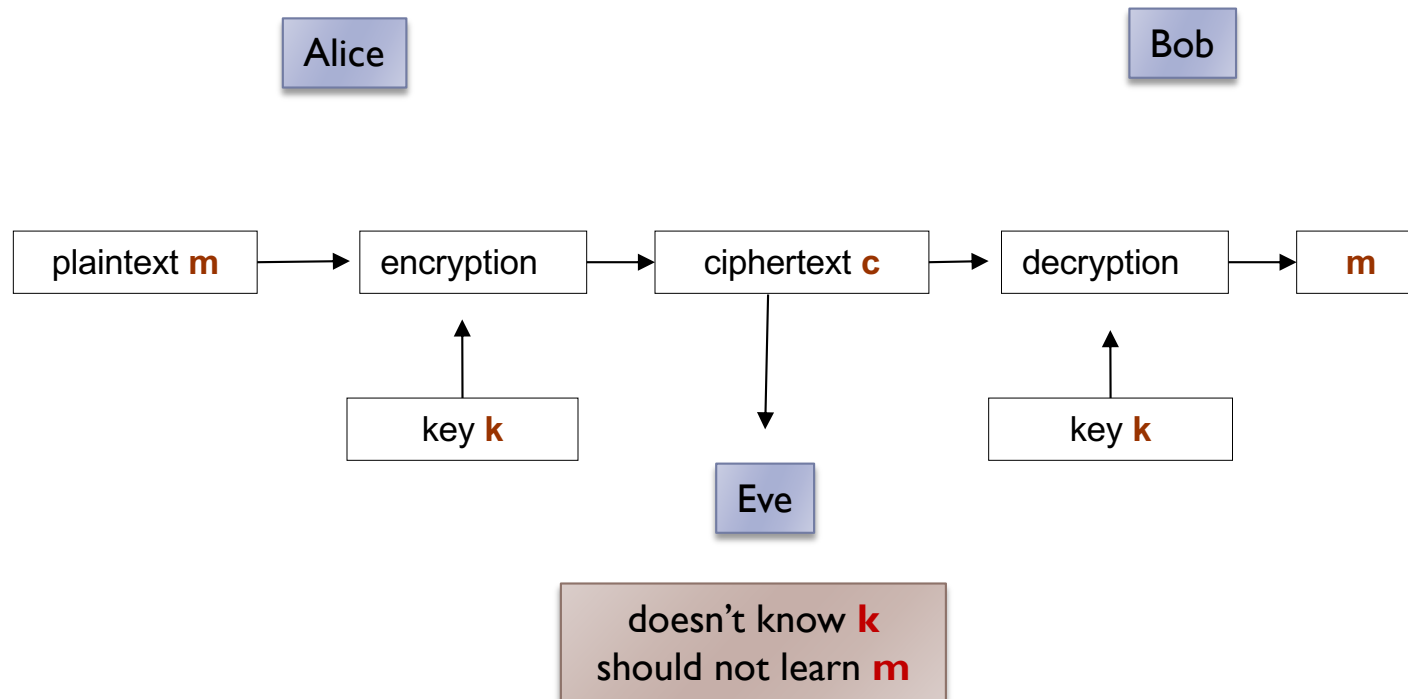 Alice
Bob
plaintext m
encryption
ciphertext c
decryption
m
key k
key k
Eve
doesn’t know k
should not learn m